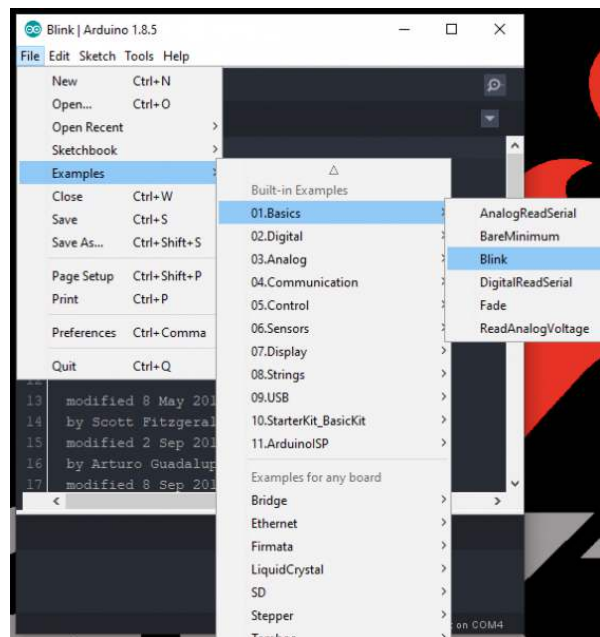 Blink | Arduino 1.8.5
File Edit Sketch Tools Help
New Ctrl+N
Open... Ctrl+O
Open Recent
Sketchbook
Examples
Close Ctrl+W
Save Ctrl+S
Save As... Ctrl+Shift+S
Page Setup Ctrl+Shift+P
Print Ctrl+P
Preferences Ctrl+Comma
Quit Ctrl+Q
Built-in Examples
01.Basics
02.Digital
03.Analog
04.Communication
05.Control
06.Sensors
07.Display
08.Strings
09.USB
10.StarterKit_BasicKit
11.ArduinoISP
Examples for any board
Bridge
Ethernet
Firmata
LiquidCrystal
SD
Stepper
AnalogReadSerial
BareMinimum
Blink
DigitalReadSerial
Fade
ReadAnalogVoltage
13 modified 8 May 201
14 by Scott Fitzgeral
15 modified 2 Sep 201
16 by Arturo Guadalup
17 modified 8 Sep 201
on COM4